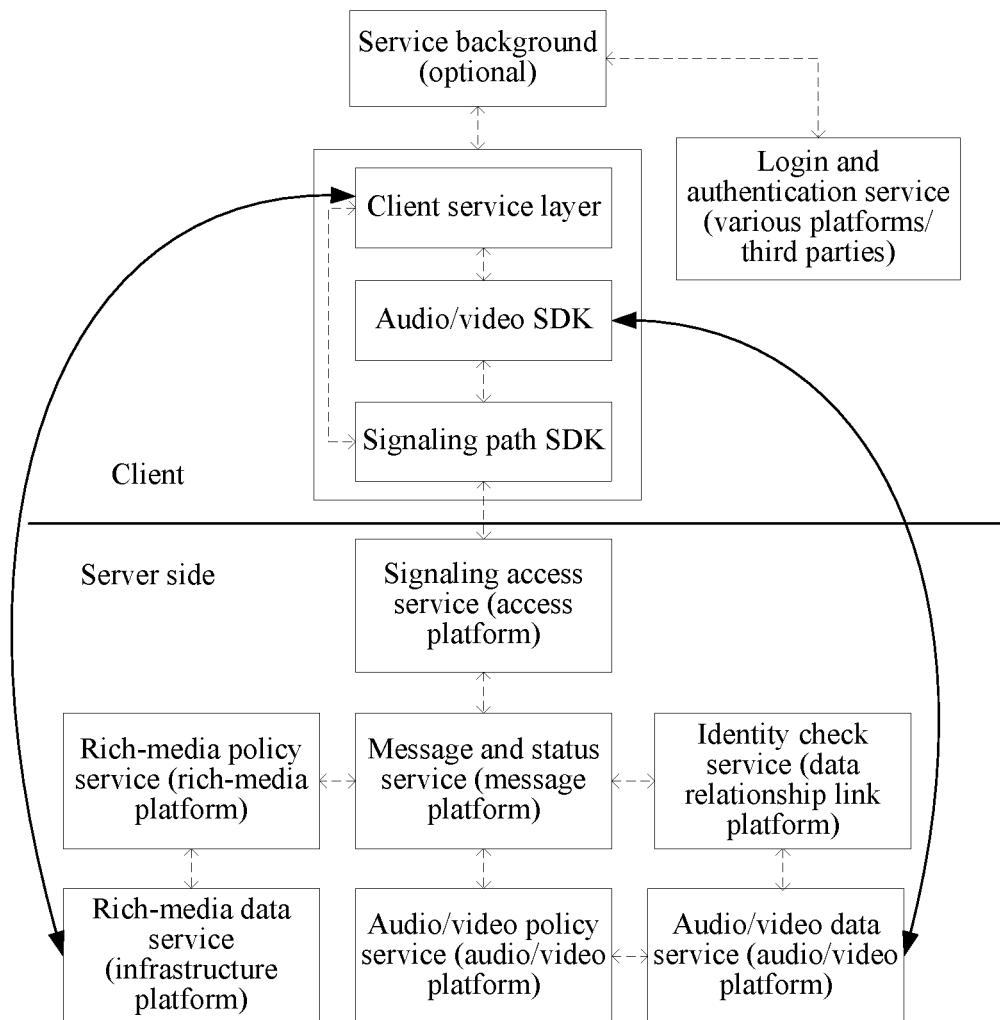 Service background
(optional)
Login and
authentication service
(various platforms/
third parties)
Client service layer
Audio/video SDK
Signaling path SDK
Client
Server side
Signaling access
service (access
platform)
Rich-media policy
service (rich-media
platform)
Message and status
service (message
platform)
Identity check
service (data
relationship link
platform)
Rich-media data
service
(infrastructure
platform)
Audio/video policy
service (audio/video
platform)
Audio/video data
service (audio/video
platform)